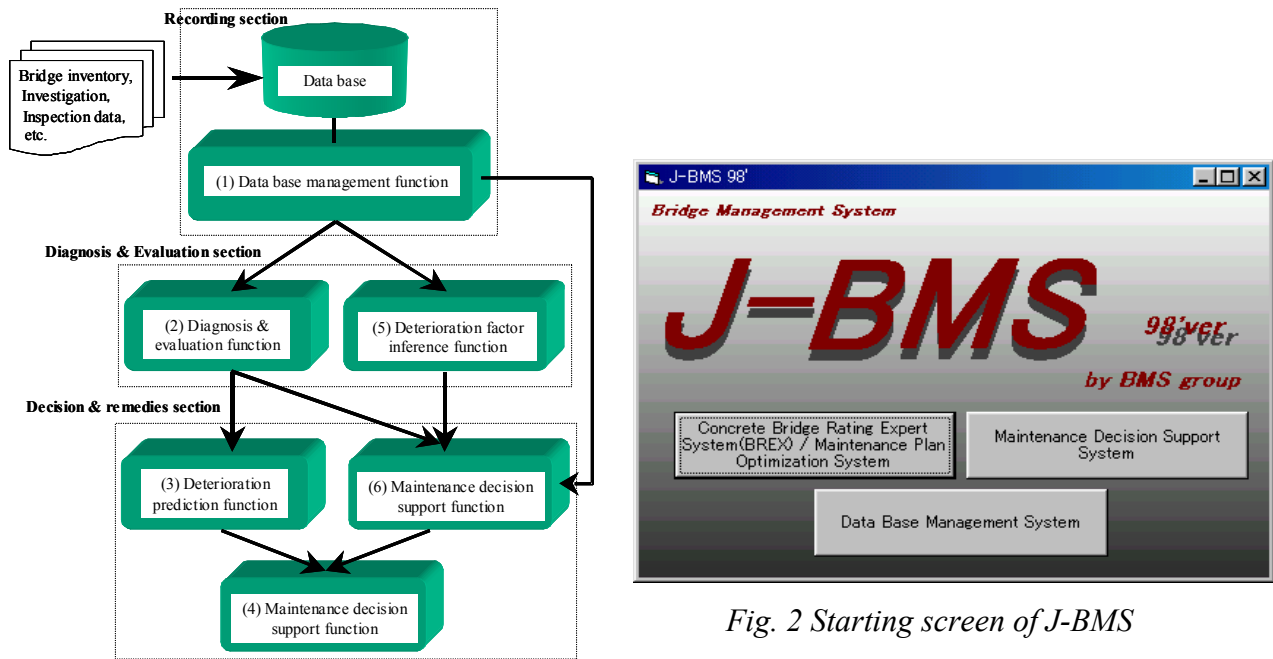 Recording section
Bridge inventory,
Investigation,
Inspection data,
etc.
Data base
(1) Data base management function
Diagnosis & Evaluation section
(2) Diagnosis &
evaluation function
(5) Deterioration factor
inference function
Decision & remedies section
(3) Deterioration
prediction function
(6) Maintenance decision
support function
(4) Maintenance decision
support function
J-BMS 98'
Bridge Management System
J-BMS
98'ver
by BMS group
Concrete Bridge Rating Expert
System(BREX) / Maintenance Plan
Optimization System
Maintenance Decision Support
System
Data Base Management System
Fig. 2 Starting screen of J-BMS